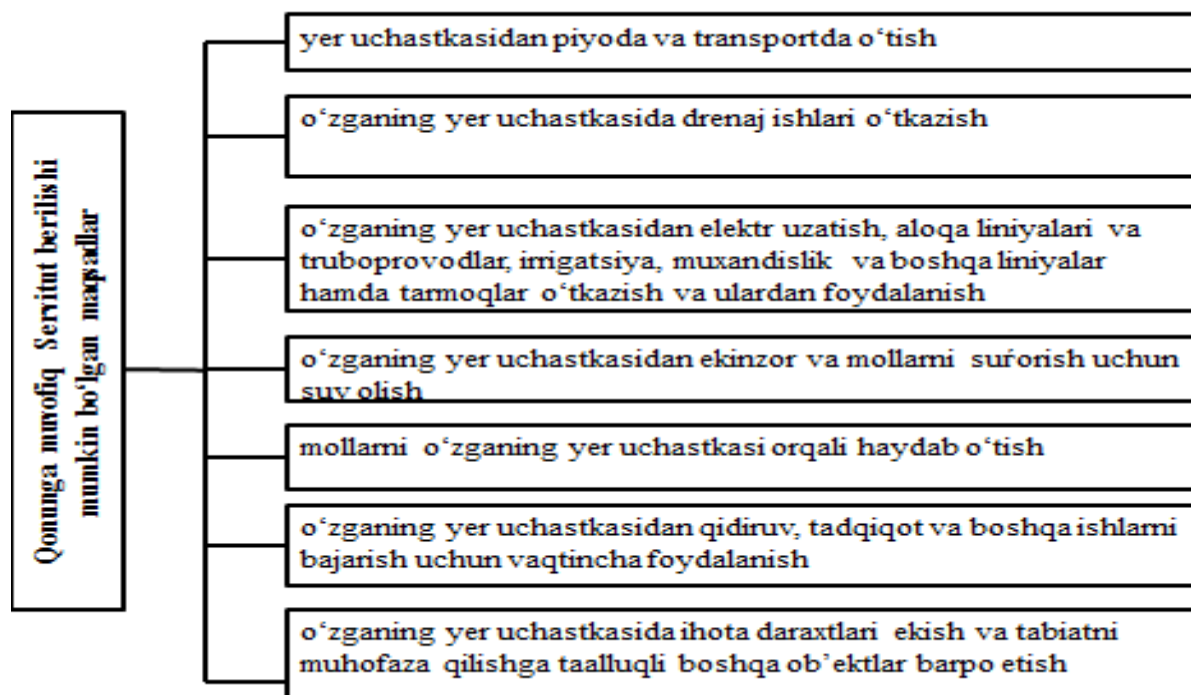 Qonunga muvofiq Servitut berilishi
mumkin bo‘lgan maqsadlar
yer uchastkasidan piyoda va transportda o‘tish
o‘zganing yer uchastkasida drenaj ishlari o‘tkazish
o‘zganing yer uchastkasidan elektr uzatish, aloqa liniyalari va
truboprovodlar, irrigatsiya, muxandislik va boshqa liniyalar
hamda tarmoqlar o‘tkazish va ulardan foydalanish
o‘zganing yer uchastkasidan ekinzor va mollarni suѓorish uchun
suv olish
mollarni o‘zganing yer uchastkasi orqali haydab o‘tish
o‘zganing yer uchastkasidan qidiruv, tadqiqot va boshqa ishlarni
bajarish uchun vaqtincha foydalanish
o‘zganing yer uchastkasida ihota daraxtlari ekish va tabiatni
muhofaza qilishga taalluqli boshqa ob’ektlar barpo etish